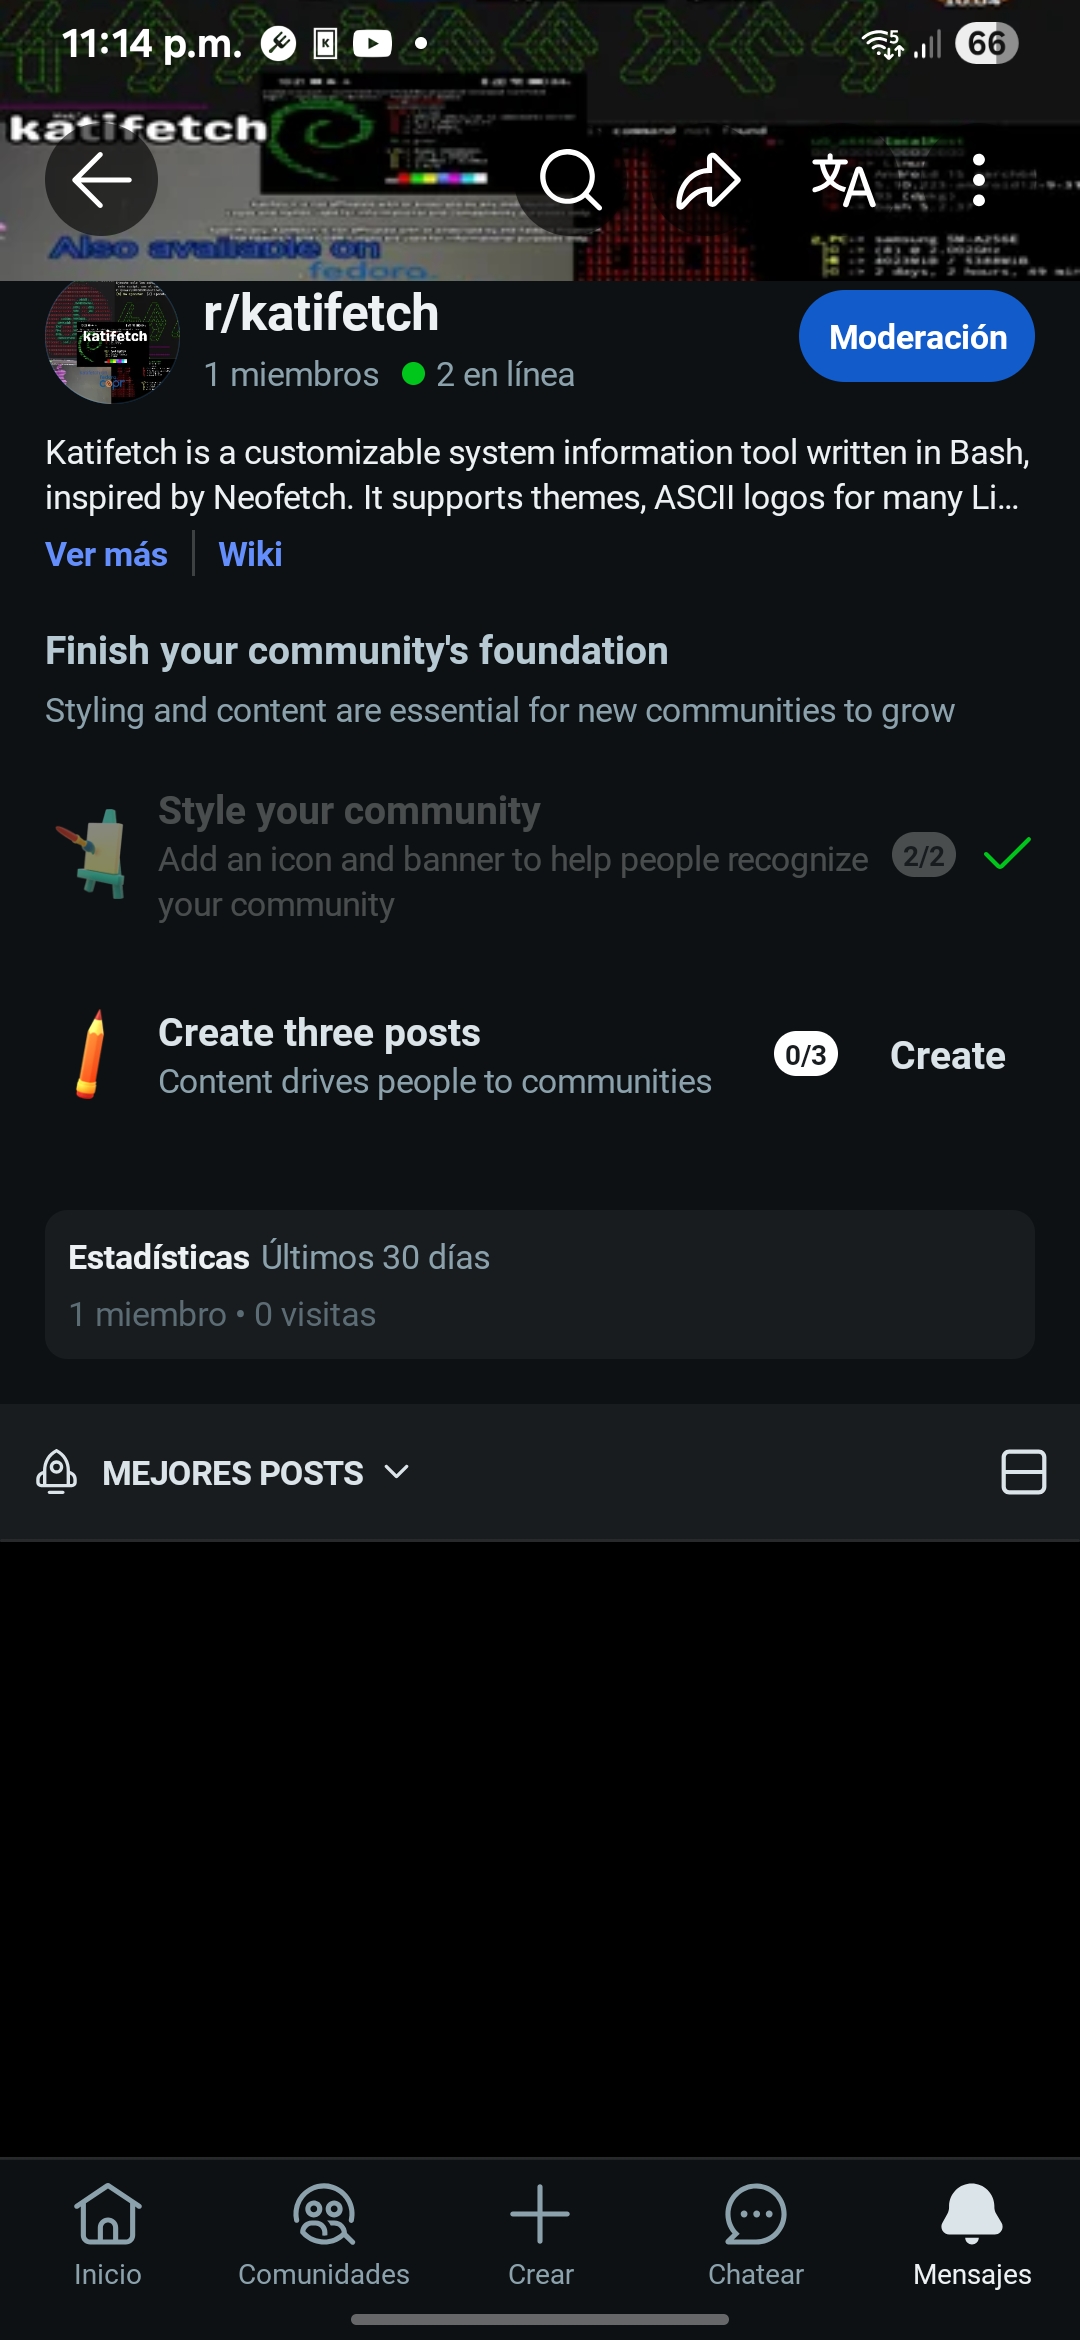 11:14 p.m.
66
katifetch
command not found
Also available on
fedora.
katifetch
r/katifetch
Moderación
1 miembros
2 en línea
Katifetch is a customizable system information tool written in Bash,
inspired by Neofetch. It supports themes, ASCII logos for many Li...
Ver más
Wiki
Finish your community's foundation
Styling and content are essential for new communities to grow
Style your community
Add an icon and banner to help people recognize
your community
2/2
Create three posts
Content drives people to communities
0/3
Create
Estadísticas Últimos 30 días
1 miembro • 0 visitas
MEJORES POSTS
Inicio
Comunidades
Crear
Chatear
Mensajes